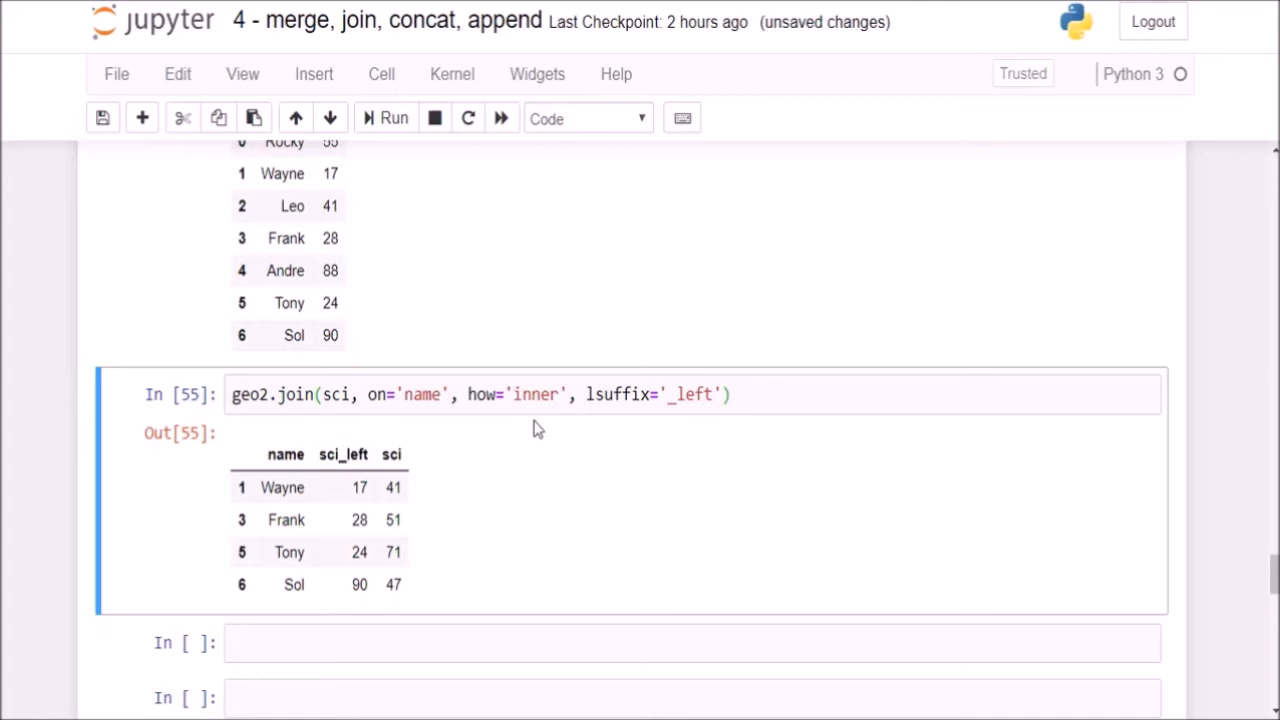 jupyter 4 - merge, join, concat, append Last Checkpoint: 2 hours ago (unsaved changes) Logout
File Edit View Insert Cell Kernel Widgets Help Trusted Python 3
Run Code
0 Rocky 55
1 Wayne 17
2 Leo 41
3 Frank 28
4 Andre 88
5 Tony 24
6 Sol 90
In [55]: geo2.join(sci, on='name', how='inner', lsuffix='_left')
Out[55]:
name sci_left sci
1 Wayne 17 41
3 Frank 28 51
5 Tony 24 71
6 Sol 90 47
In [ ]:
In [ ]: